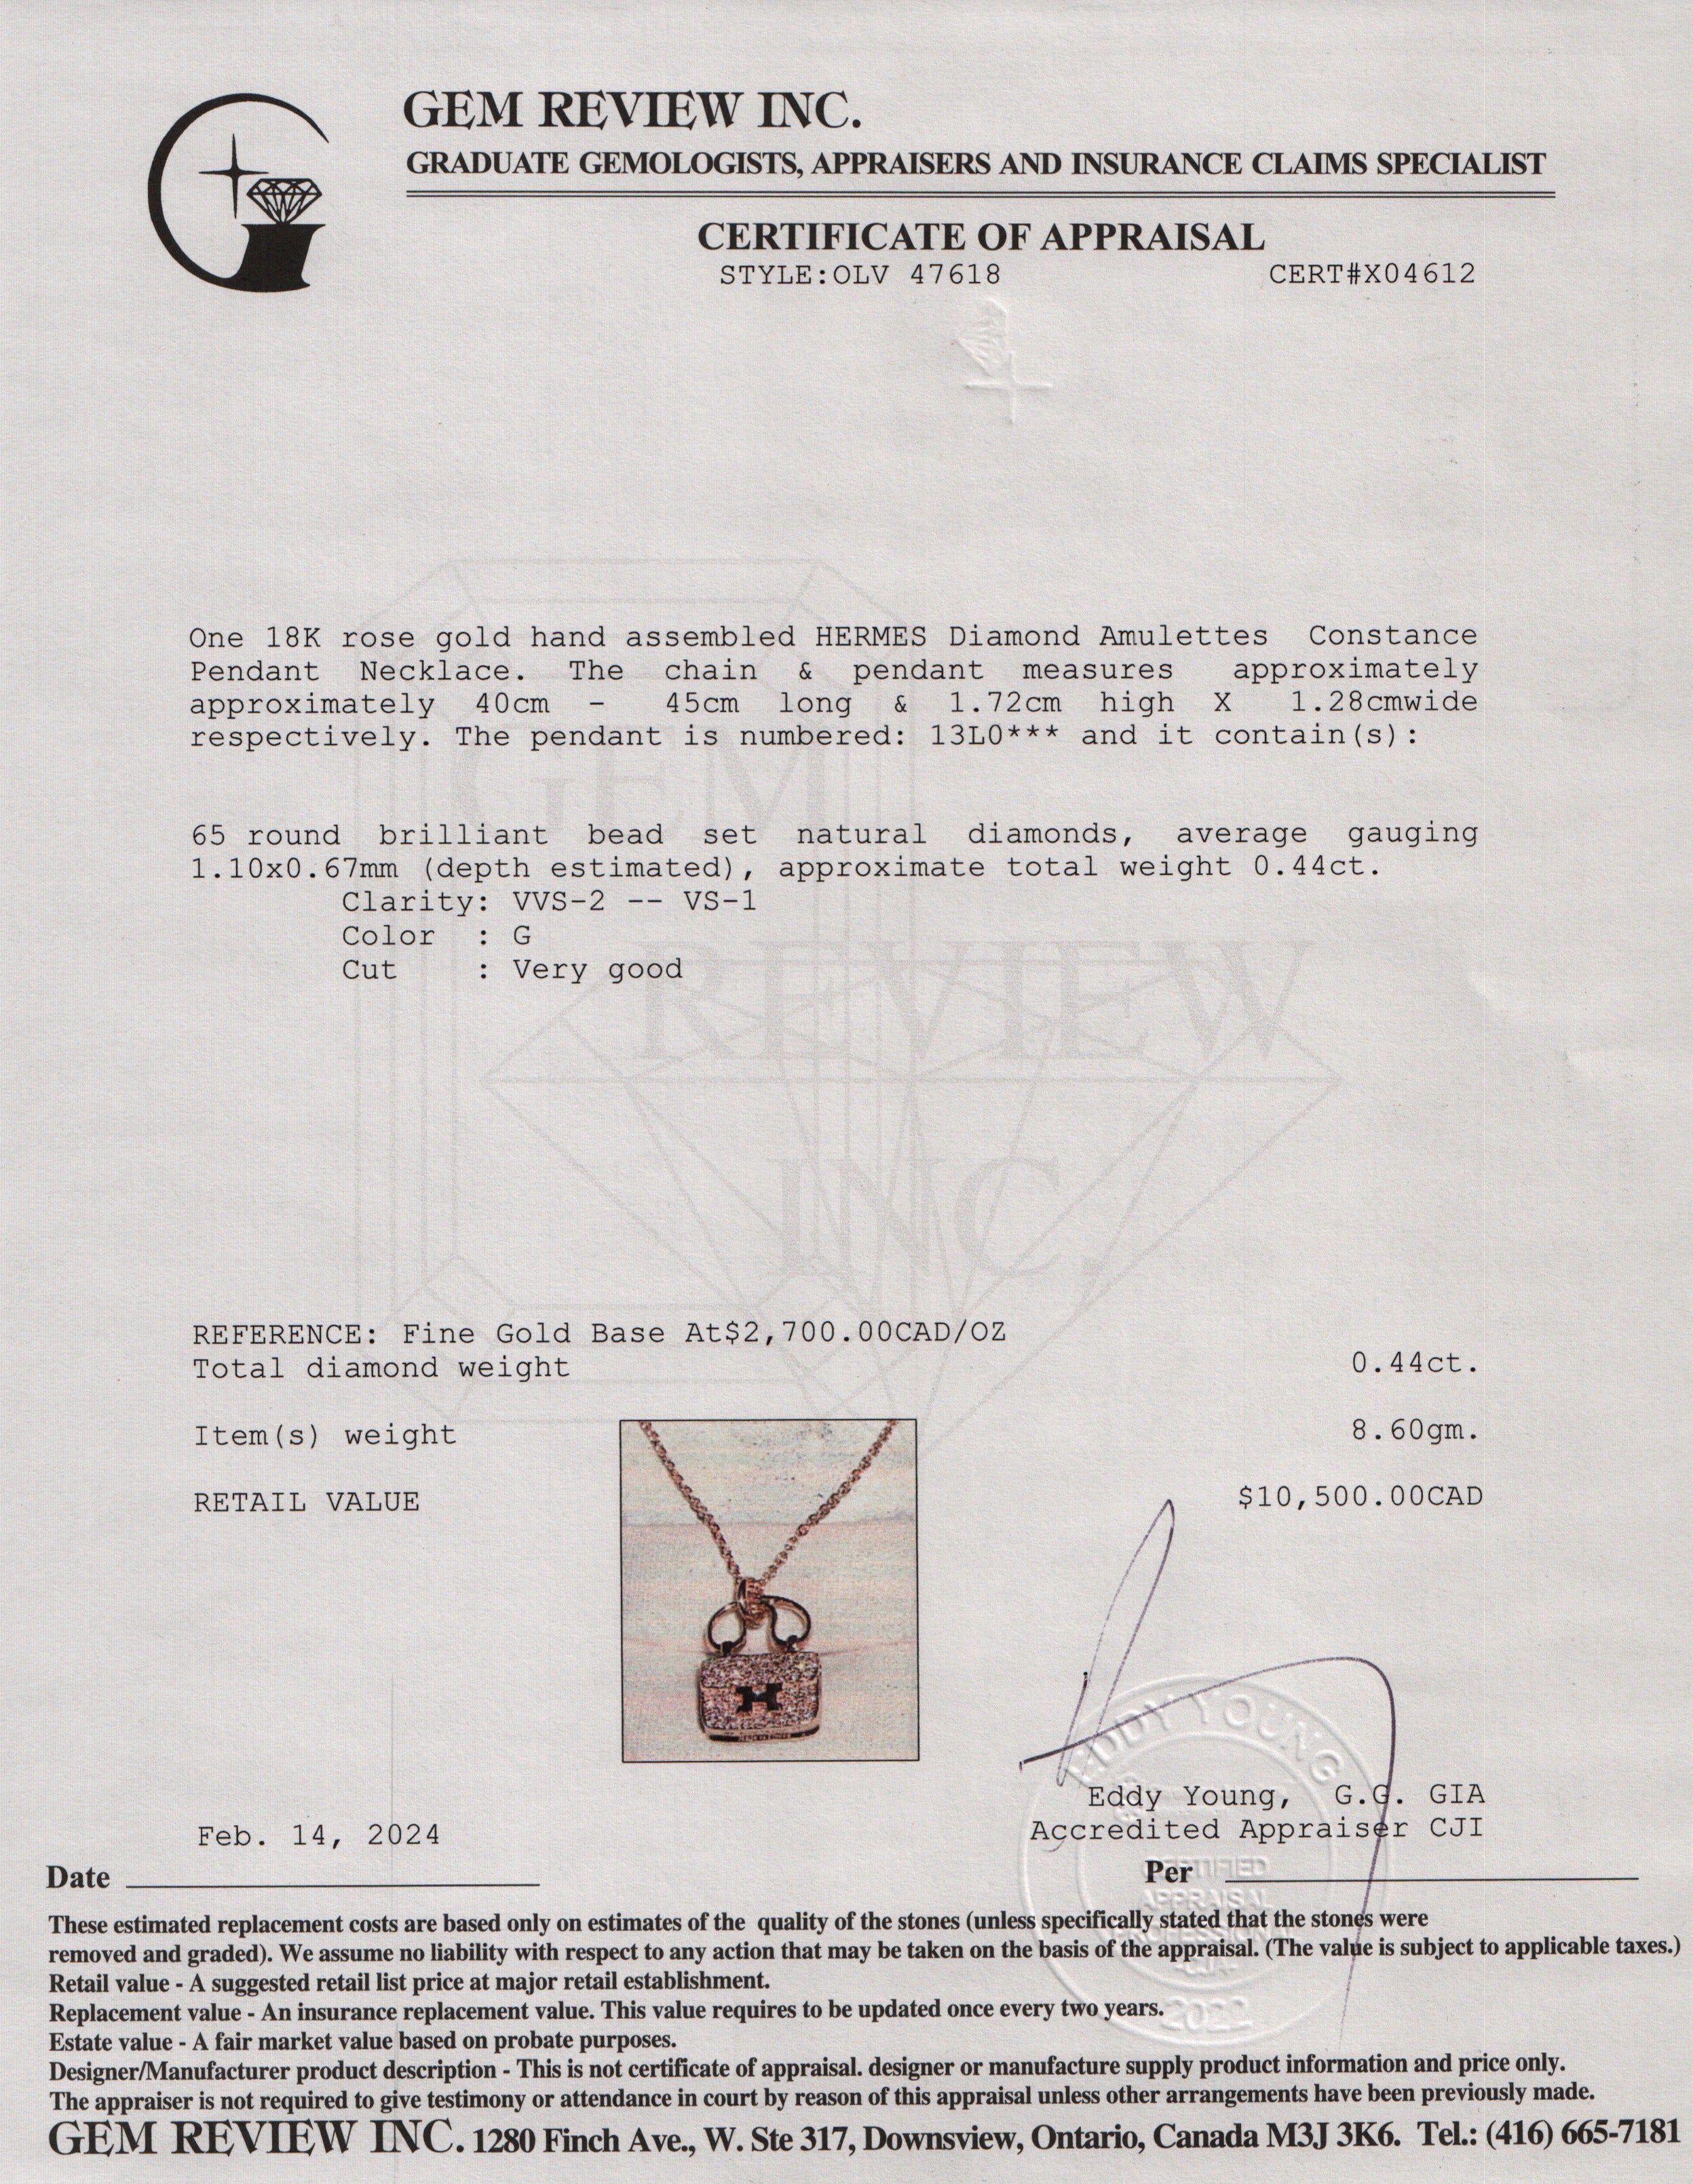 GEM REVIEW INC.
GRADUATE GEMOLOGISTS, APPRAISERS AND INSURANCE CLAIMS SPECIALIST
CERTIFICATE OF APPRAISAL
STYLE:OLV 47618 CERT#X04612
One 18K rose gold hand assembled HERMES Diamond Amulettes Constance
Pendant Necklace. The chain & pendant measures approximately
approximately 40cm - 45cm long & 1.72cm high X 1.28cmwide
respectively. The pendant is numbered: 13L0*** and it contain(s):
65 round brilliant bead set natural diamonds, average gauging
1.10x0.67mm (depth estimated), approximate total weight 0.44ct.
Clarity: VVS-2 -- VS-1
Color : G
Cut : Very good
GEM
REVIEW
INC.
REFERENCE: Fine Gold Base At$2,700.00CAD/OZ
Total diamond weight 0.44ct.
Item(s) weight 8.60gm.
RETAIL VALUE $10,500.00CAD
H
EDDY YOUNG
Eddy Young, G.G. GIA
Accredited Appraiser CJI
Feb. 14, 2024
Date
Per
CERTIFIED
APPRAISAL
PROFESSIONAL
2022
These estimated replacement costs are based only on estimates of the quality of the stones (unless specifically stated that the stones were
removed and graded). We assume no liability with respect to any action that may be taken on the basis of the appraisal. (The value is subject to applicable taxes.)
Retail value - A suggested retail list price at major retail establishment.
Replacement value - An insurance replacement value. This value requires to be updated once every two years.
Estate value - A fair market value based on probate purposes.
Designer/Manufacturer product description - This is not certificate of appraisal. designer or manufacture supply product information and price only.
The appraiser is not required to give testimony or attendance in court by reason of this appraisal unless other arrangements have been previously made.
GEM REVIEW INC. 1280 Finch Ave., W. Ste 317, Downsview, Ontario, Canada M3J 3K6. Tel.: (416) 665-7181